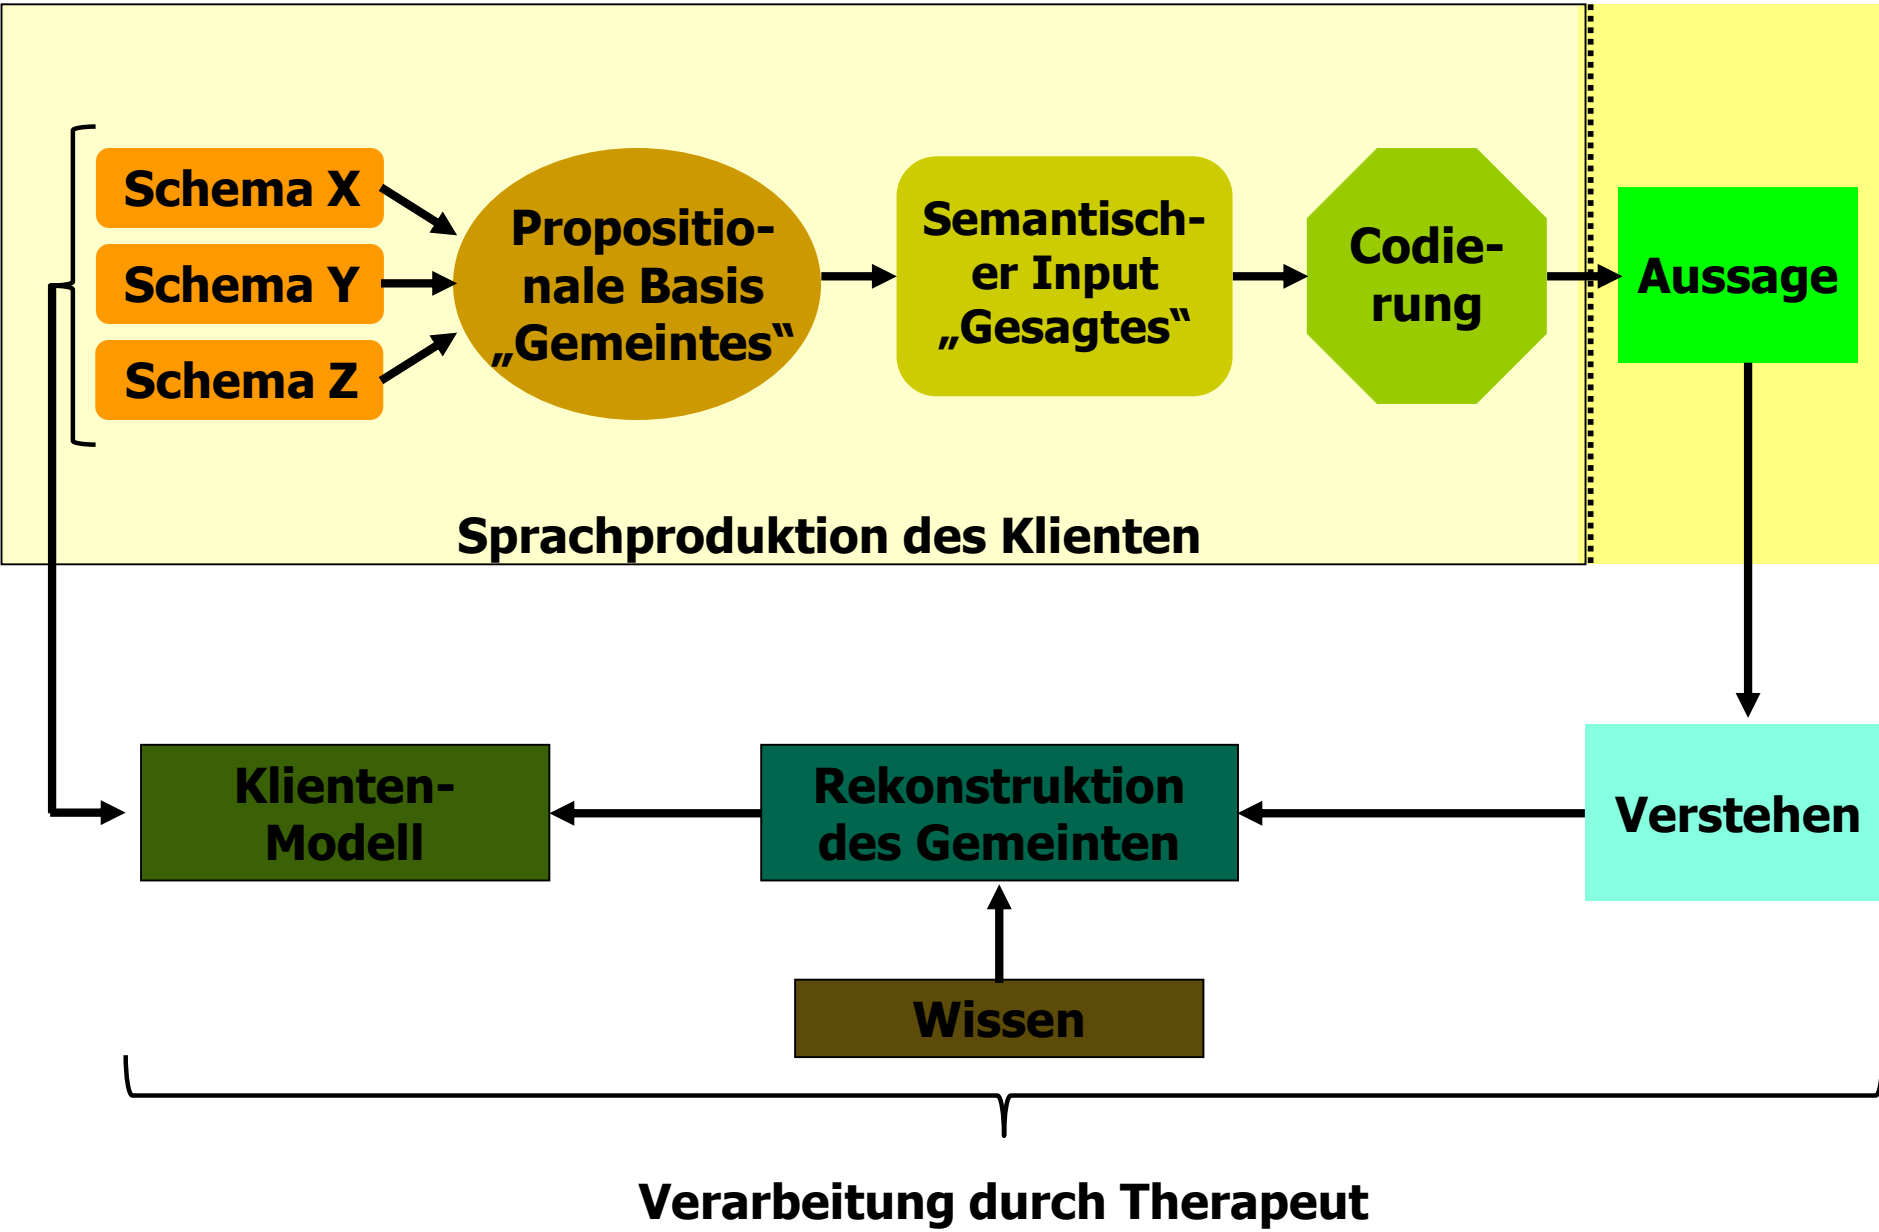 Schema X
Schema Y
Schema Z
Propositio-
nale Basis
„Gemeintes“
Semantisch-
er Input
„Gesagtes“
Codie-
rung
Aussage
Sprachproduktion des Klienten
Klienten-
Modell
Rekonstruktion
des Gemeinten
Verstehen
Wissen
Verarbeitung durch Therapeut